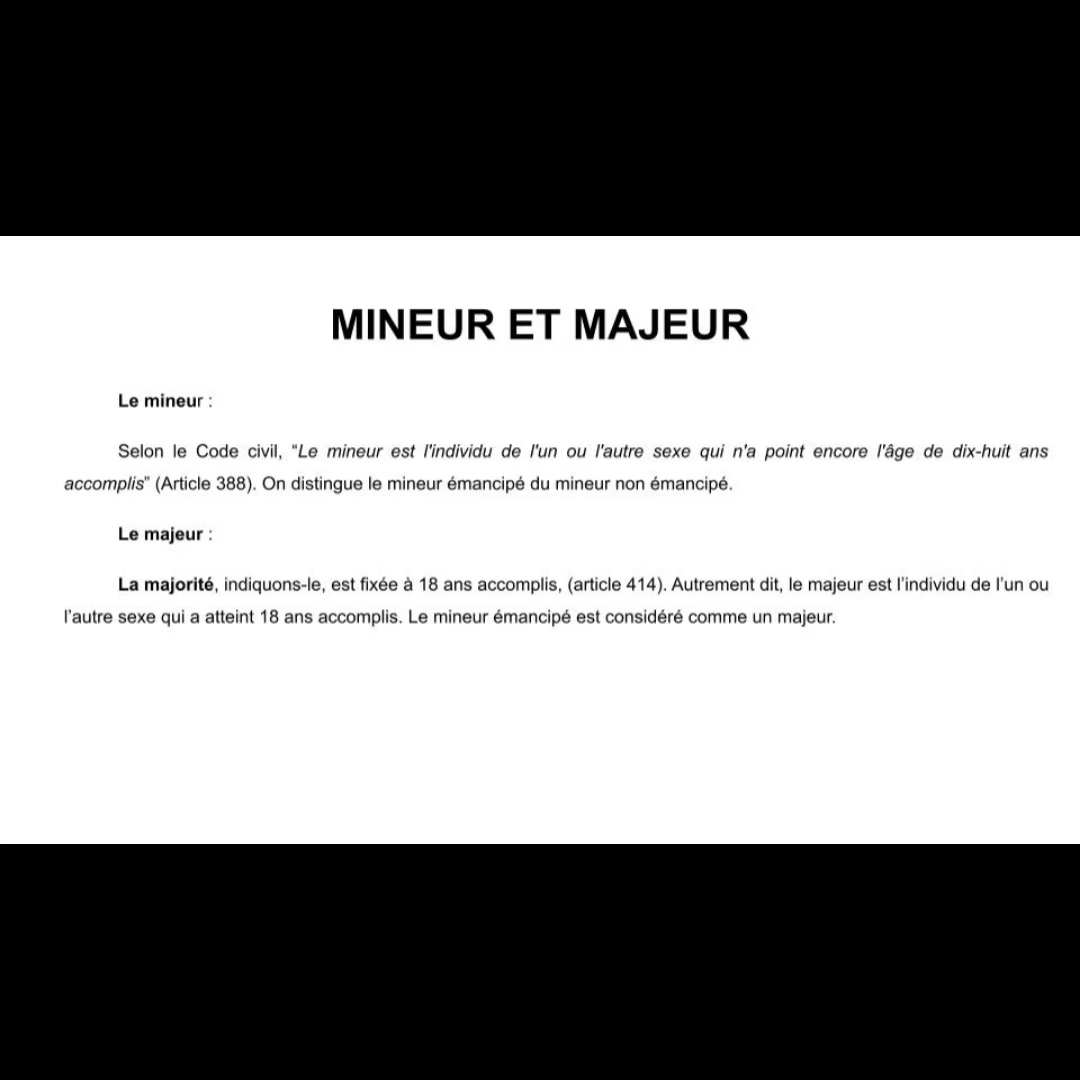 MINEUR ET MAJEUR
Le mineur :
Selon le Code civil, “Le mineur est l'individu de l'un ou l'autre sexe qui n'a point encore l'âge de dix-huit ans
accomplis” (Article 388). On distingue le mineur émancipé du mineur non émancipé.
Le majeur :
La majorité, indiquons-le, est fixée à 18 ans accomplis, (article 414). Autrement dit, le majeur est l’individu de l’un ou
l’autre sexe qui a atteint 18 ans accomplis. Le mineur émancipé est considéré comme un majeur.